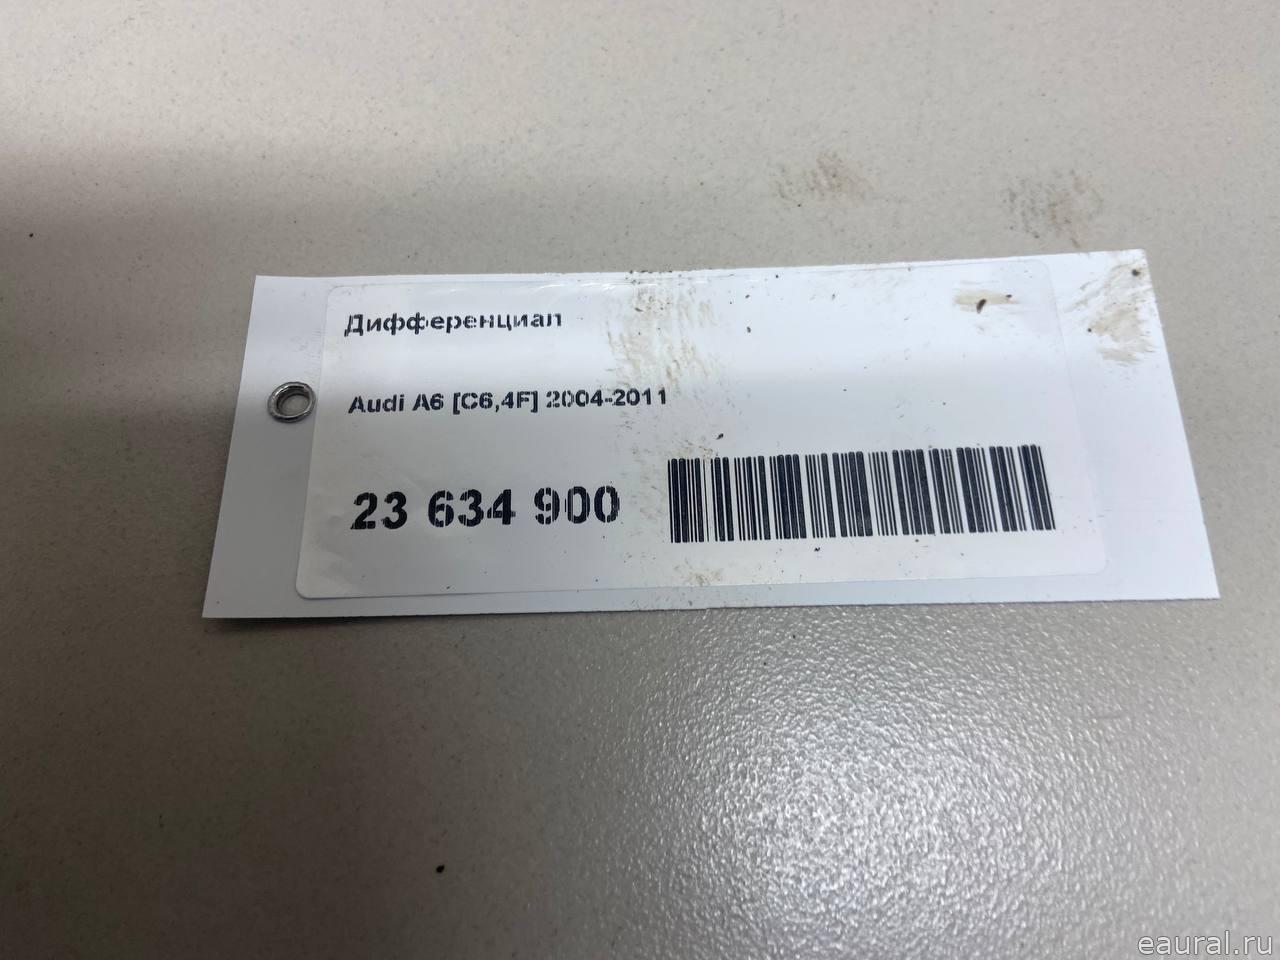 Дифференциал
Audi A6 [C6,4F] 2004-2011
23 634 900
eaural.ru